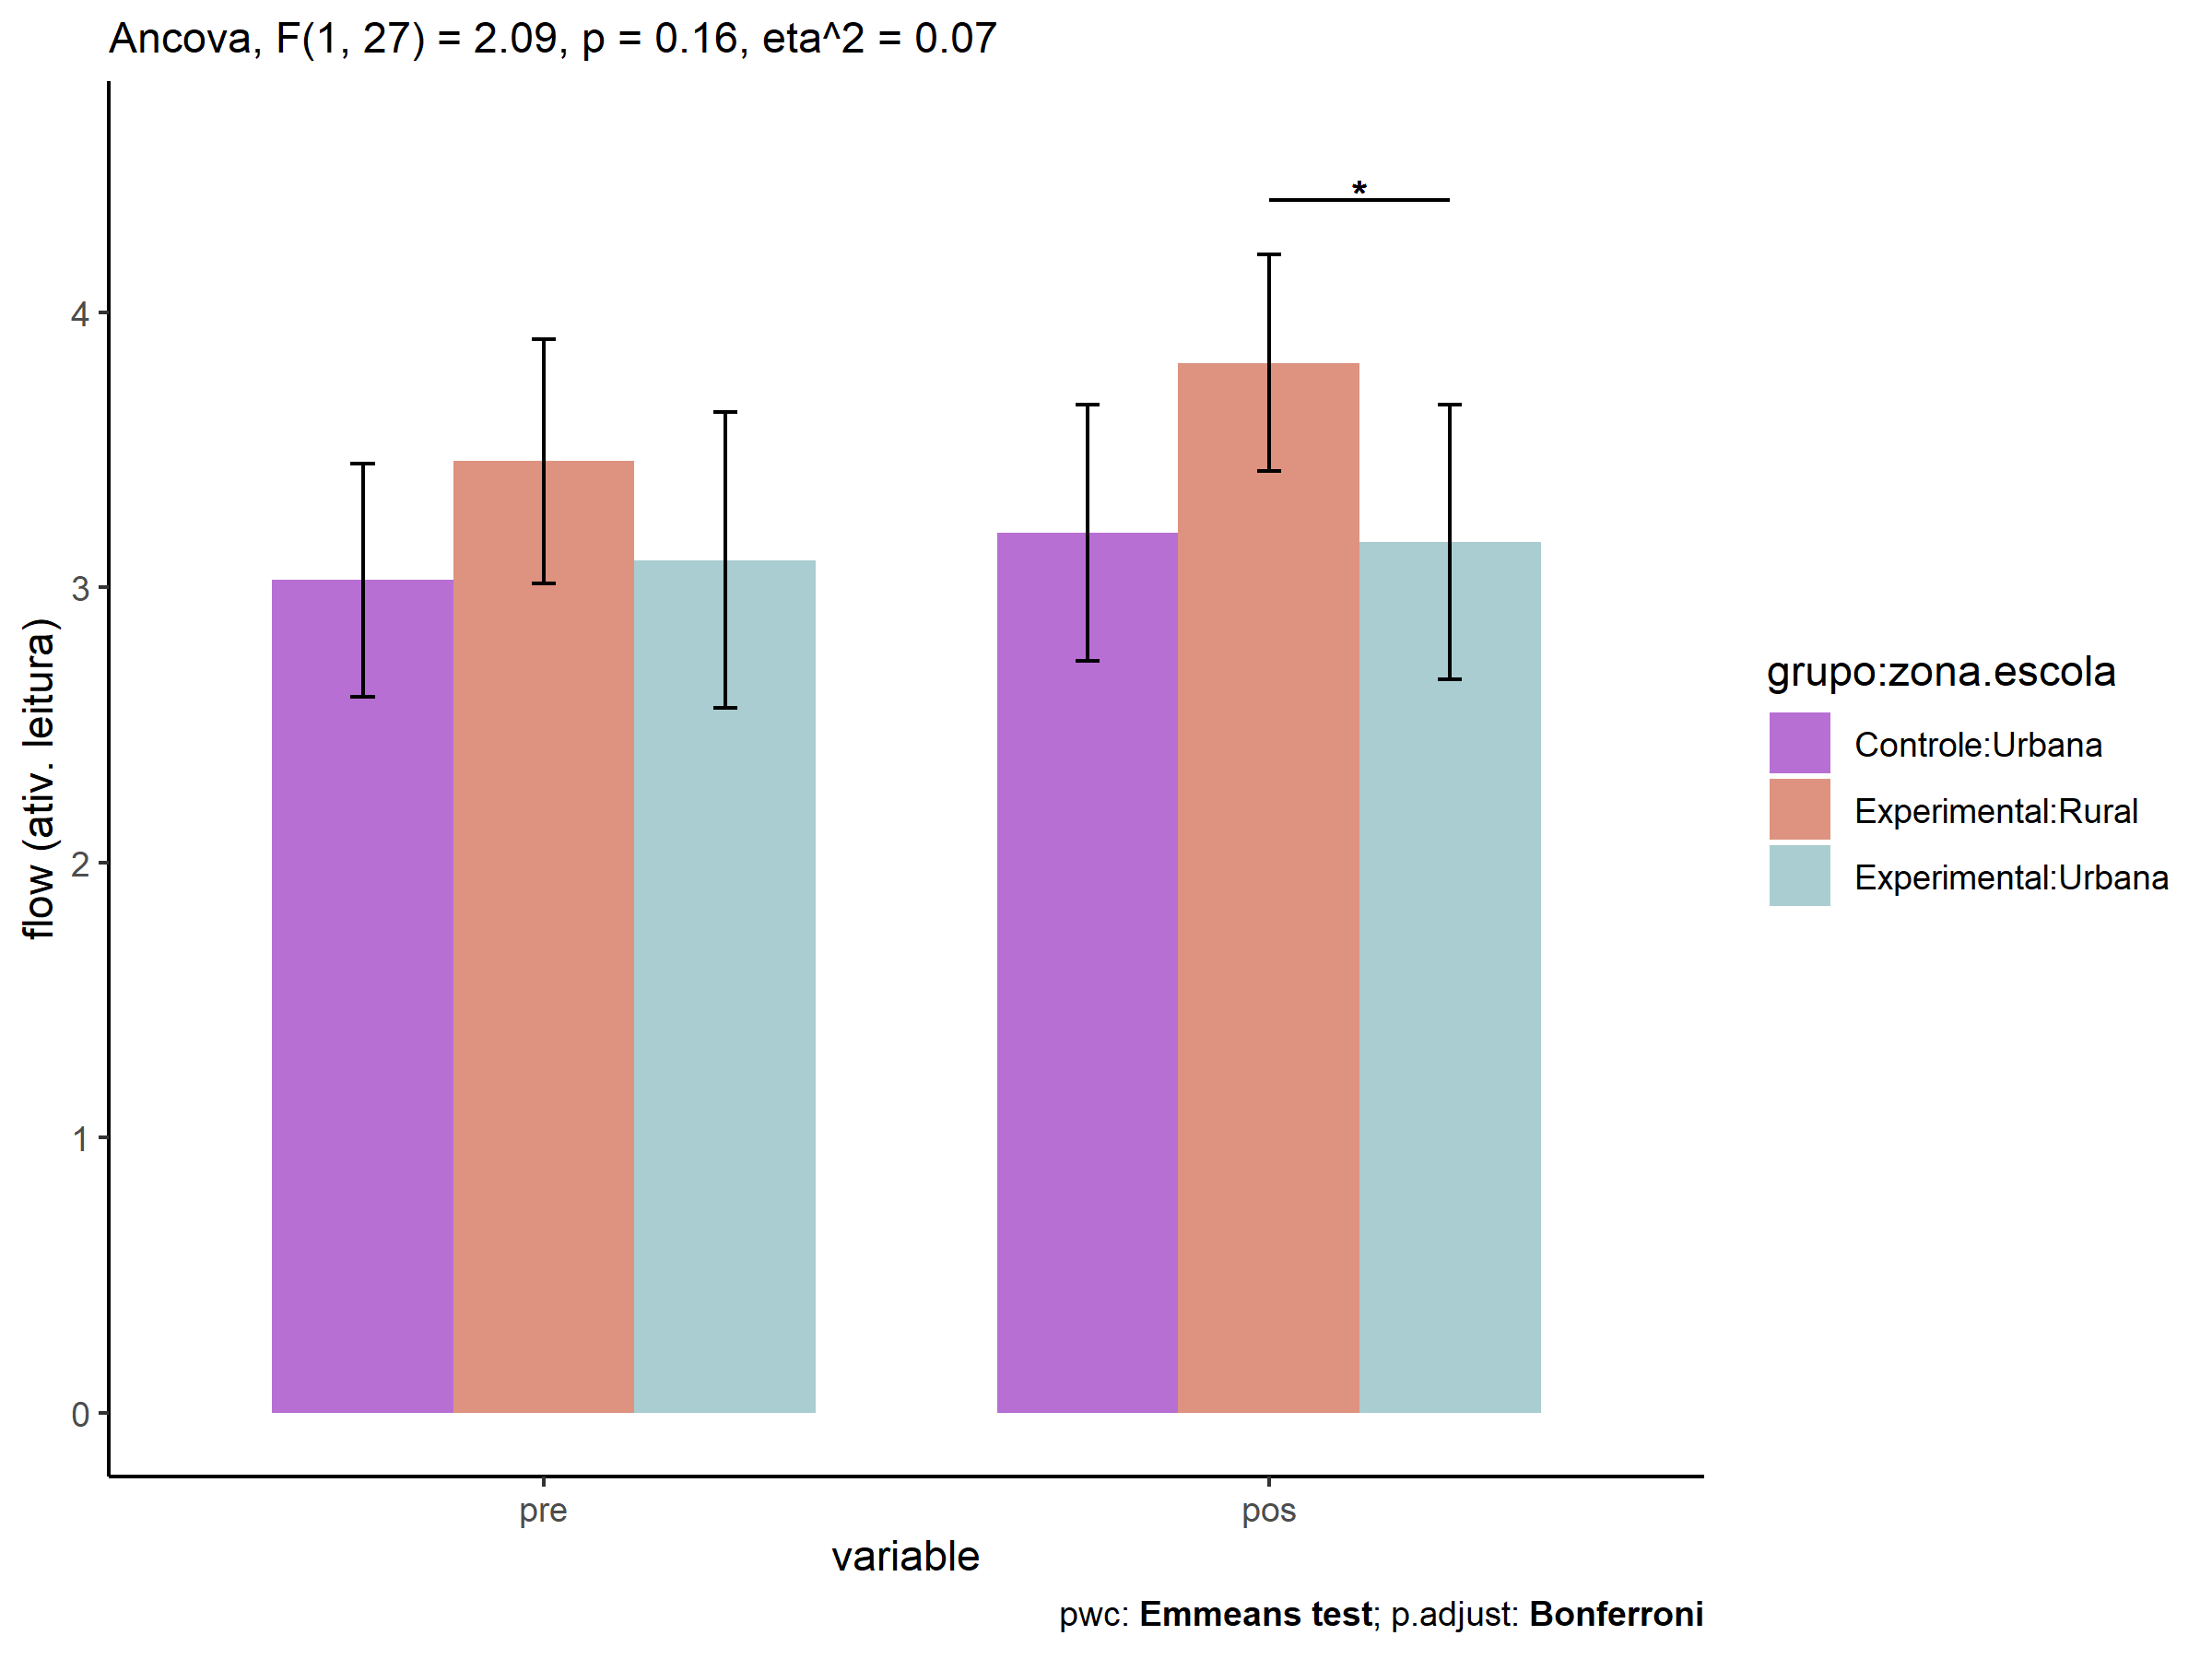 Ancova, F(1, 27) = 2.09, p = 0.16, eta^2 = 0.07
*
4
3
2
1
0
flow (ativ. leitura)
pre
pos
variable
grupo:zona.escola
Controle:Urbana
Experimental:Rural
Experimental:Urbana
pwc: Emmeans test; p.adjust: Bonferroni